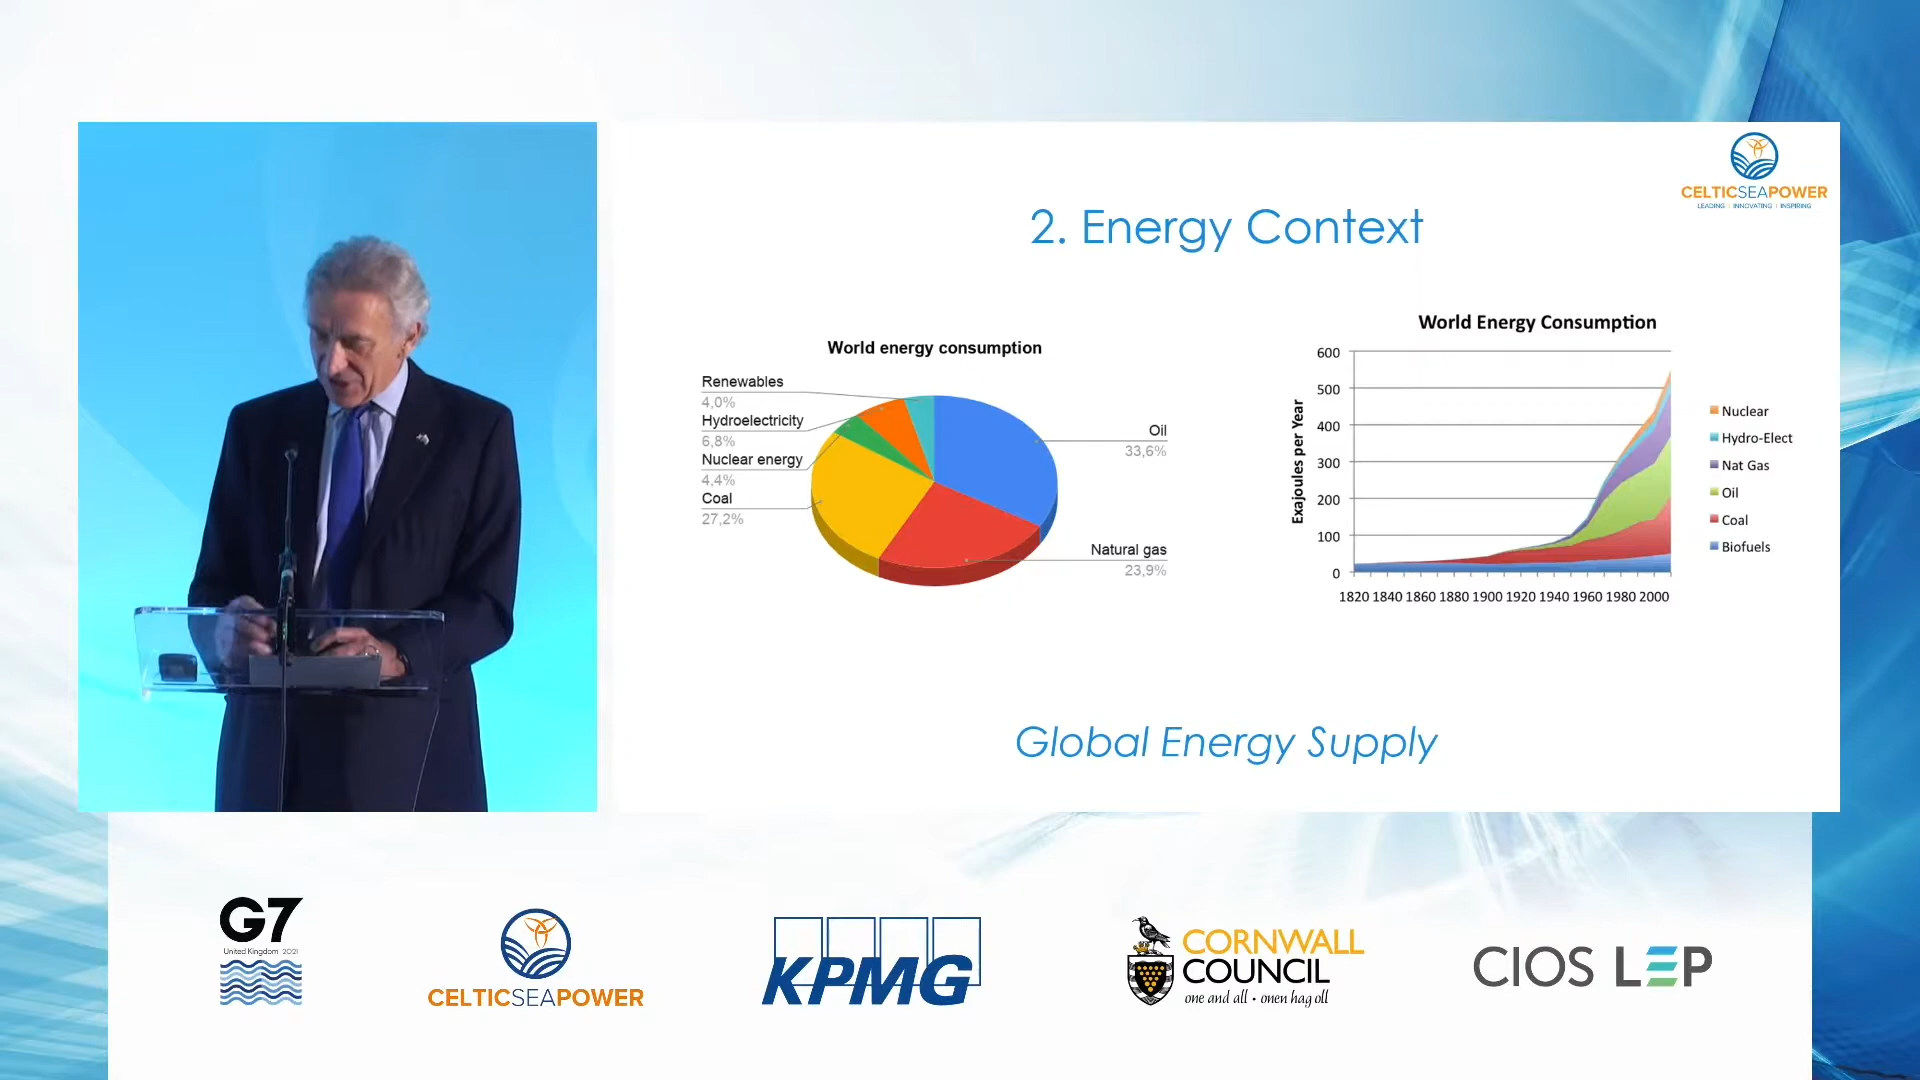 CELTICSEAPOWER
LEADING | INNOVATING | INSPIRING
2. Energy Context
World energy consumption
Renewables
4,0%
Hydroelectricity
6,8%
Nuclear energy
4,4%
Coal
27,2%
Oil
33,6%
Natural gas
23,9%
World Energy Consumption
Exajoules per Year
600
500
400
300
200
100
0
1820 1840 1860 1880 1900 1920 1940 1960 1980 2000
Nuclear
Hydro-Elect
Nat Gas
Oil
Coal
Biofuels
Global Energy Supply
G7
United Kingdom 2021
CELTICSEAPOWER
KPMG
CORNWALL
COUNCIL
one and all • onen hag oll
CIOS LEP